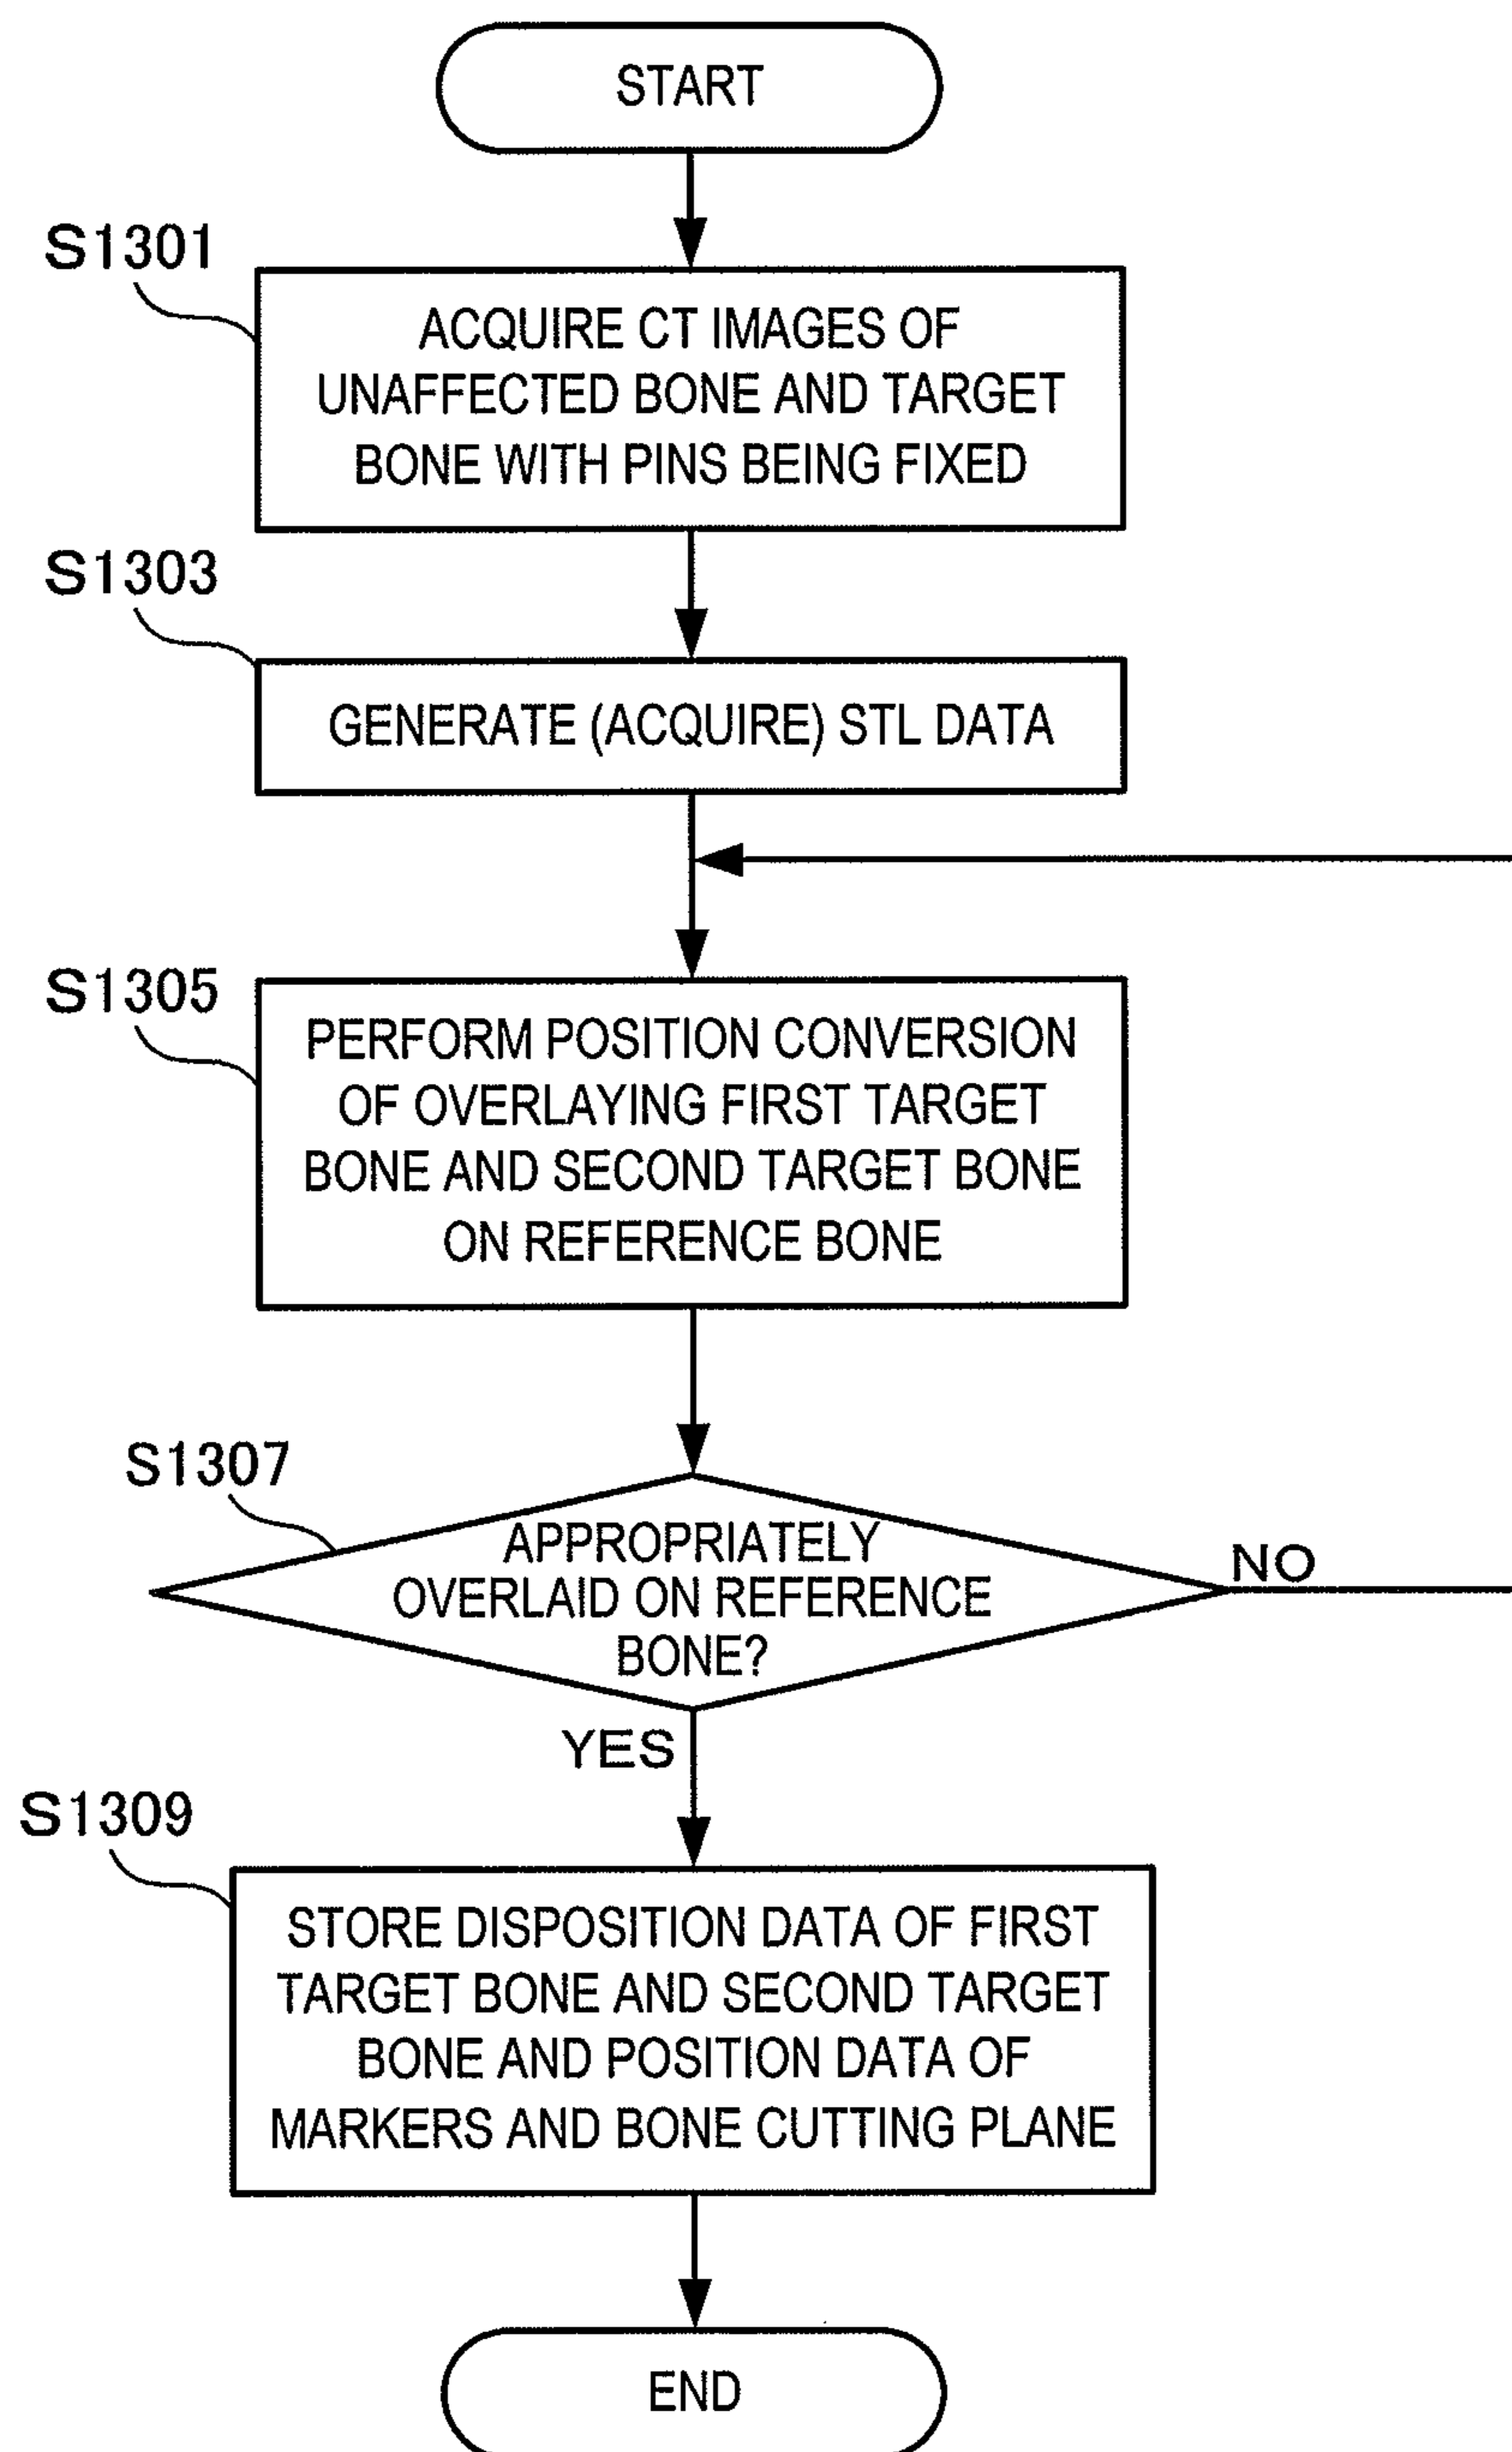 START
S1301
ACQUIRE CT IMAGES OF
UNAFFECTED BONE AND TARGET
BONE WITH PINS BEING FIXED
S1303
GENERATE (ACQUIRE) STL DATA
S1305
PERFORM POSITION CONVERSION
OF OVERLAYING FIRST TARGET
BONE AND SECOND TARGET BONE
ON REFERENCE BONE
S1307
APPROPRIATELY
OVERLAID ON REFERENCE
BONE?
NO
YES
S1309
STORE DISPOSITION DATA OF FIRST
TARGET BONE AND SECOND TARGET
BONE AND POSITION DATA OF
MARKERS AND BONE CUTTING PLANE
END